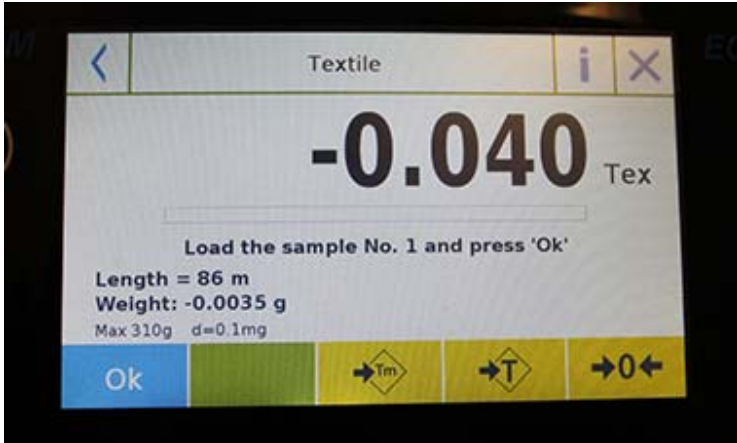 Textile
i
-0.040 Tex
Load the sample No. 1 and press 'Ok'
Length = 86 m
Weight: -0.0035 g
Max 310g d=0.1mg
Ok
Tm
T
→0←